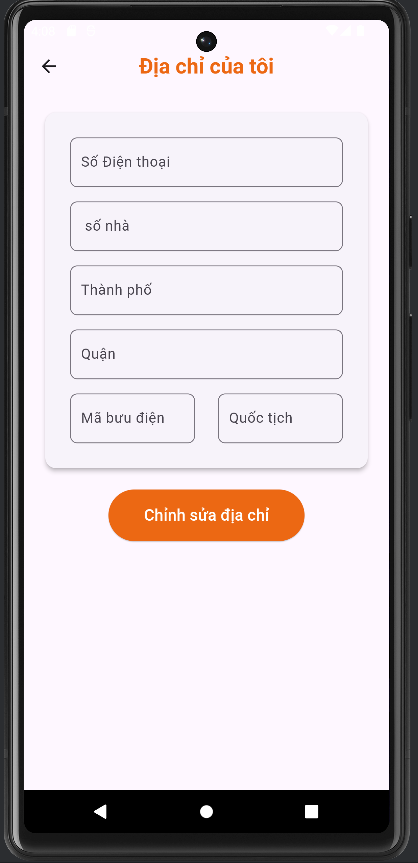 Địa chỉ của tôi
Số Điện thoại
số nhà
Thành phố
Quận
Mã bưu điện
Quốc tịch
Chỉnh sửa địa chỉ